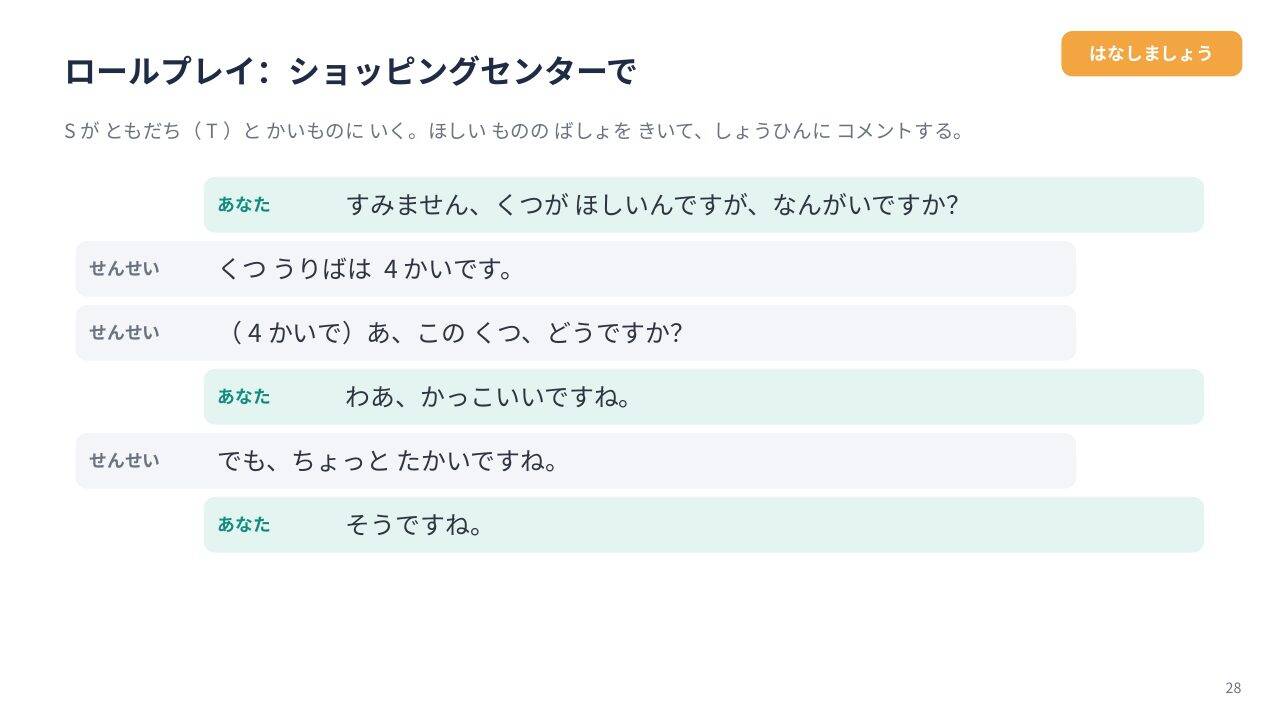 はなしましょう
ロールプレイ：ショッピングセンターで
S が ともだち（ T ）と かいものに いく。ほしい ものの ばしょを きいて、しょうひんに コメントする。
あなた すみません、くつが ほしいんですが、なんがいですか？
せんせい くつ うりばは ４かいです。
せんせい （４かいで）あ、この くつ、どうですか？
あなた わあ、かっこいいですね。
せんせい でも、ちょっと たかいですね。
あなた そうですね。
28